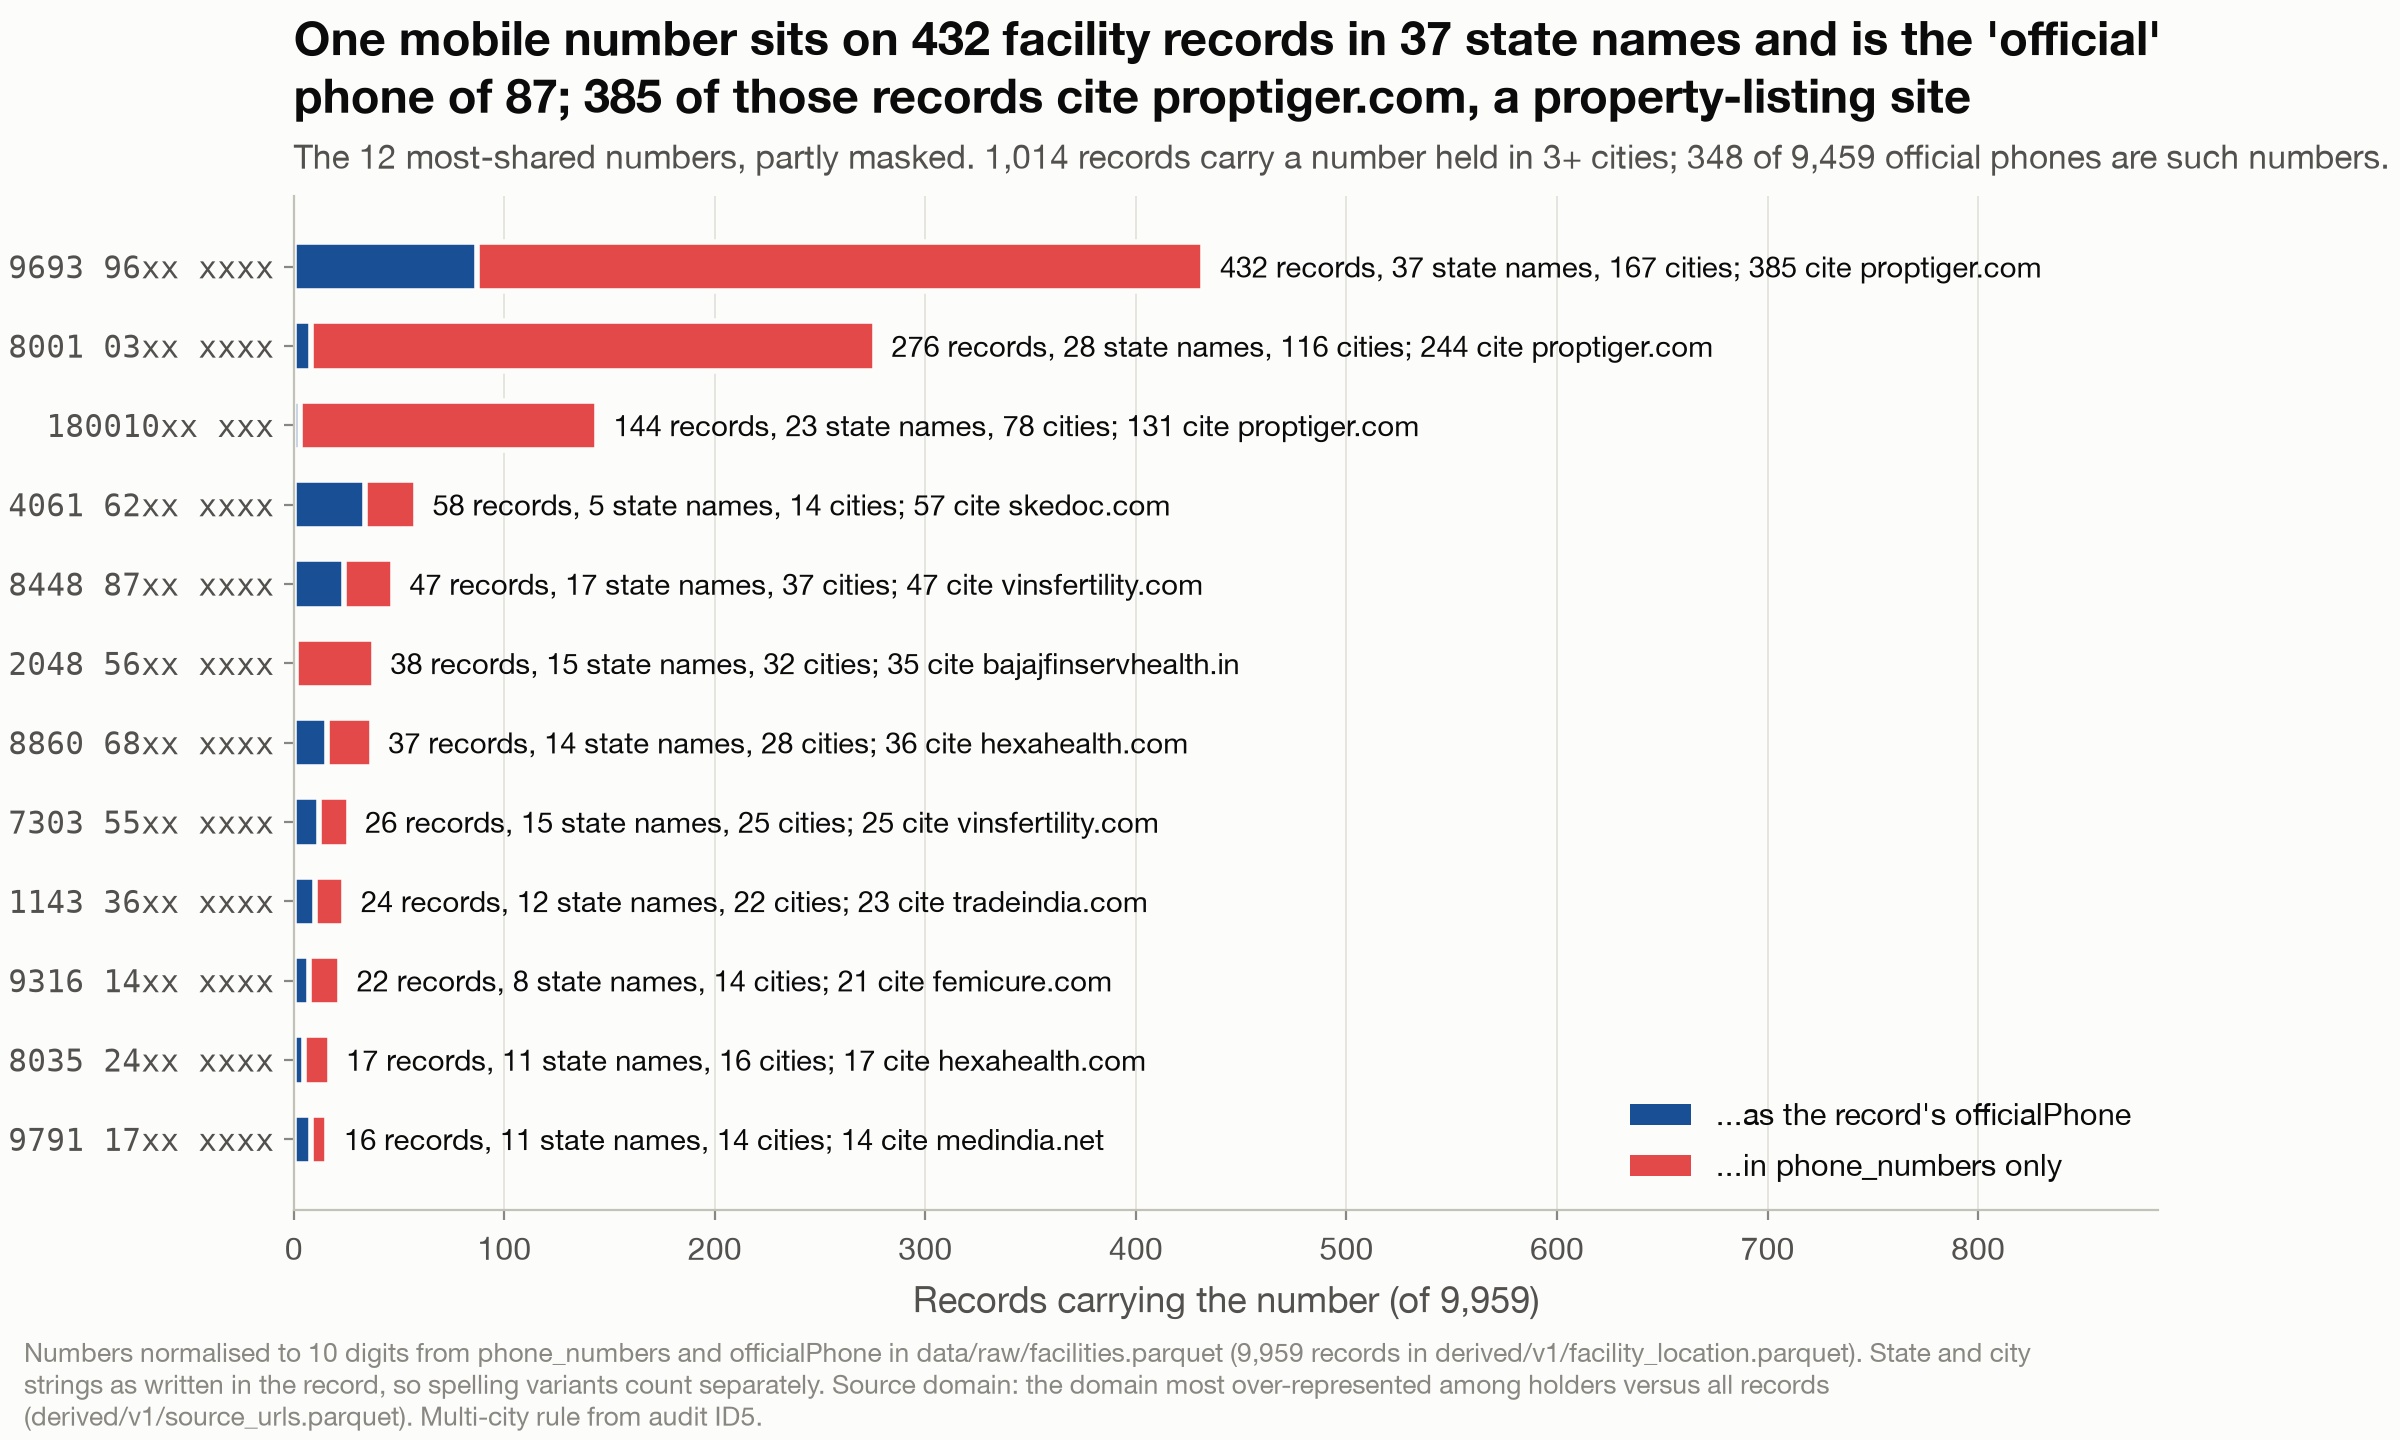 One mobile number sits on 432 facility records in 37 state names and is the 'official'
phone of 87; 385 of those records cite proptiger.com, a property-listing site
The 12 most-shared numbers, partly masked. 1,014 records carry a number held in 3+ cities; 348 of 9,459 official phones are such numbers.
9693 96xx xxxx 432 records, 37 state names, 167 cities; 385 cite proptiger.com
8001 03xx xxxx 276 records, 28 state names, 116 cities; 244 cite proptiger.com
180010xx xxx 144 records, 23 state names, 78 cities; 131 cite proptiger.com
4061 62xx xxxx 58 records, 5 state names, 14 cities; 57 cite skedoc.com
8448 87xx xxxx 47 records, 17 state names, 37 cities; 47 cite vinsfertility.com
2048 56xx xxxx 38 records, 15 state names, 32 cities; 35 cite bajajfinservhealth.in
8860 68xx xxxx 37 records, 14 state names, 28 cities; 36 cite hexahealth.com
7303 55xx xxxx 26 records, 15 state names, 25 cities; 25 cite vinsfertility.com
1143 36xx xxxx 24 records, 12 state names, 22 cities; 23 cite tradeindia.com
9316 14xx xxxx 22 records, 8 state names, 14 cities; 21 cite femicure.com
8035 24xx xxxx 17 records, 11 state names, 16 cities; 17 cite hexahealth.com
9791 17xx xxxx 16 records, 11 state names, 14 cities; 14 cite medindia.net
...as the record's officialPhone
...in phone_numbers only
0 100 200 300 400 500 600 700 800
Records carrying the number (of 9,959)
Numbers normalised to 10 digits from phone_numbers and officialPhone in data/raw/facilities.parquet (9,959 records in derived/v1/facility_location.parquet). State and city
strings as written in the record, so spelling variants count separately. Source domain: the domain most over-represented among holders versus all records
(derived/v1/source_urls.parquet). Multi-city rule from audit ID5.